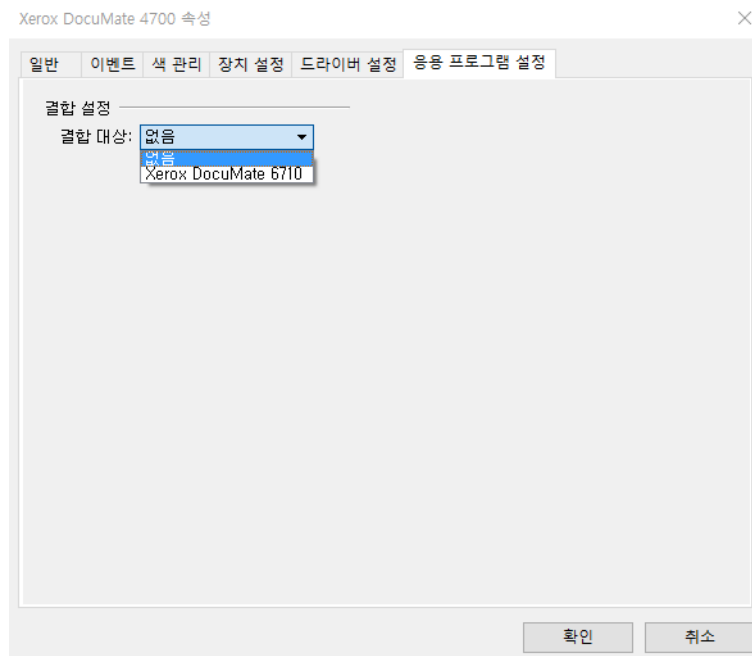 Xerox DocuMate 4700 속성
일반 이벤트 색 관리 장치 설정 드라이버 설정 응용 프로그램 설정
결합 설정
결합 대상: 없음
없음
Xerox DocuMate 6710
확인 취소